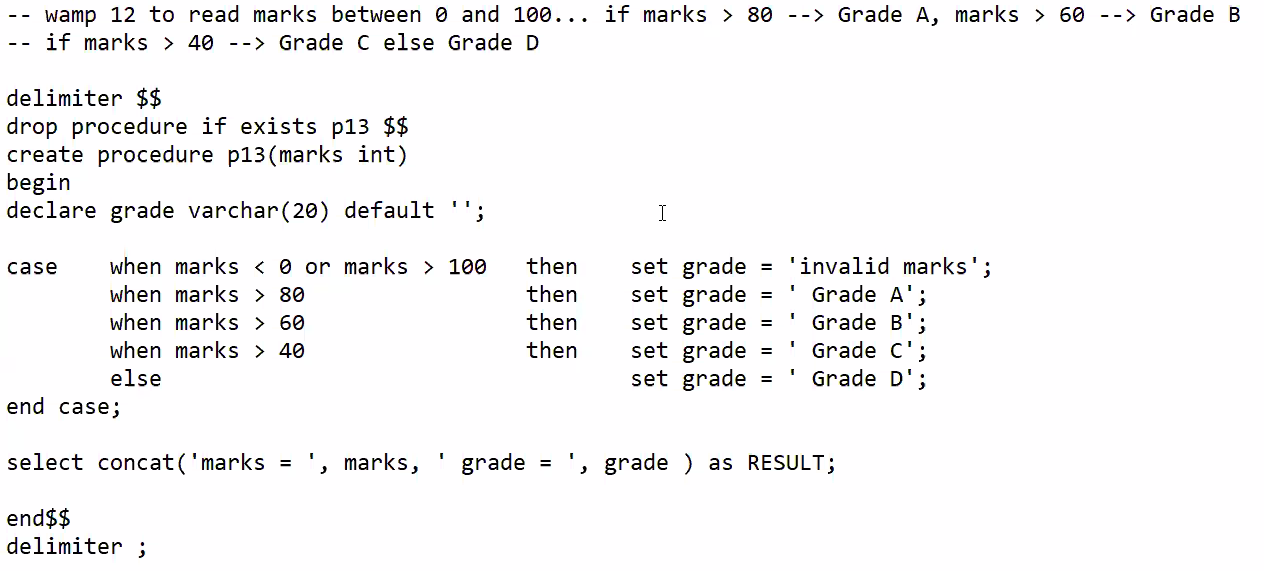 -- wamp 12 to read marks between 0 and 100... if marks > 80 --> Grade A, marks > 60 --> Grade B
-- if marks > 40 --> Grade C else Grade D
delimiter $$
drop procedure if exists p13 $$
create procedure p13(marks int)
begin
declare grade varchar(20) default '';
case    when marks < 0 or marks > 100   then    set grade = 'invalid marks';
        when marks > 80                 then    set grade = ' Grade A';
        when marks > 60                 then    set grade = ' Grade B';
        when marks > 40                 then    set grade = ' Grade C';
        else                                    set grade = ' Grade D';
end case;
select concat('marks = ', marks, ' grade = ', grade ) as RESULT;
end$$
delimiter ;